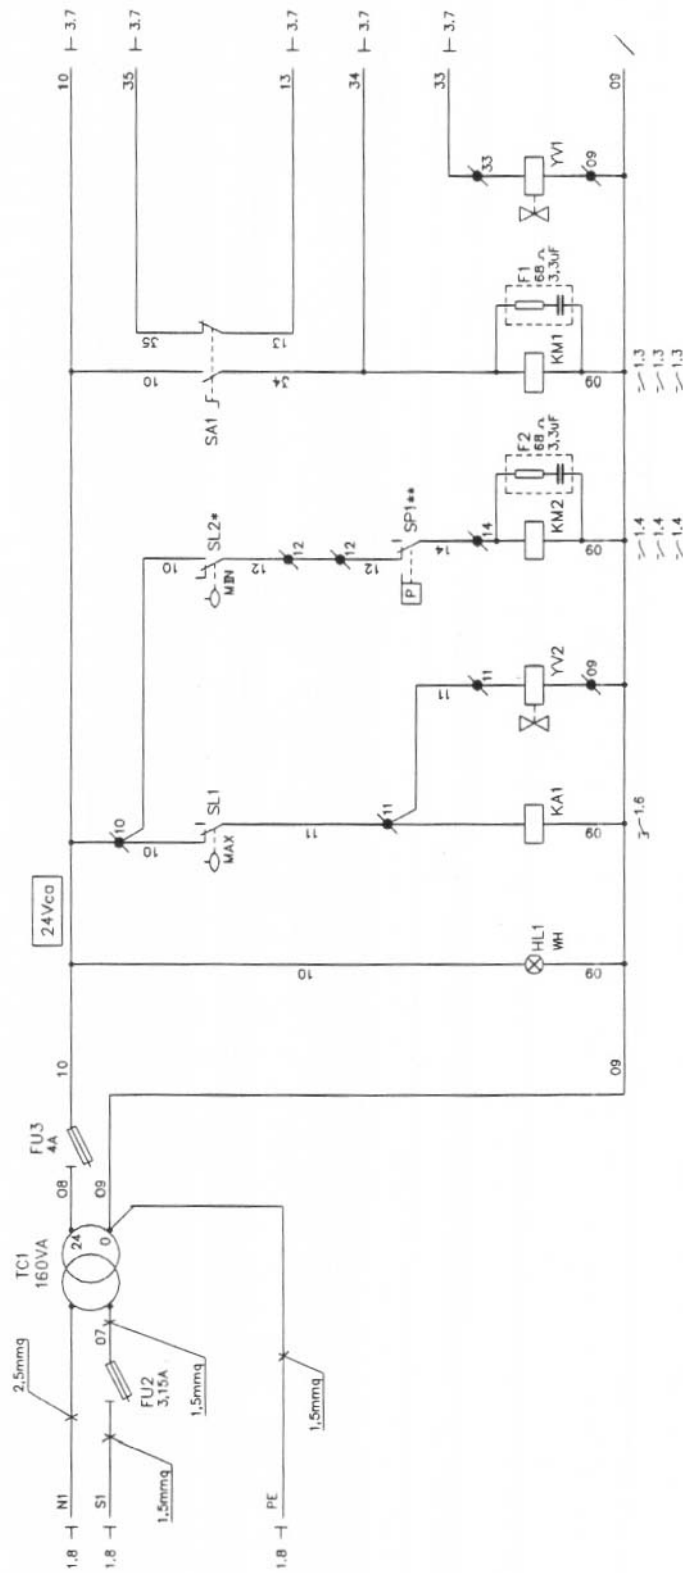 1.8
N1
2,5mmq
TC1
160VA
24
0
08
FU3
4A
10
24Vca
10
3.7
1.8
S1
1,5mmq
FU2
3,15A
07
1,5mmq
09
35
3.7
1.8
PE
1,5mmq
13
3.7
34
3.7
33
3.7
09
09
10
HL1
WH
09
10
10
SL1
MAX
11
11
KA1
09
1.6
11
11
YV2
09
10
SL2*
MIN
12
12
12
12
SP1**
P
14
14
F2
68 Ω
3,3uF
KM2
09
1.4
1.4
1.4
10
SA1
34
35
13
F1
68 Ω
3,3uF
KM1
09
1.3
1.3
1.3
33
YV1
09